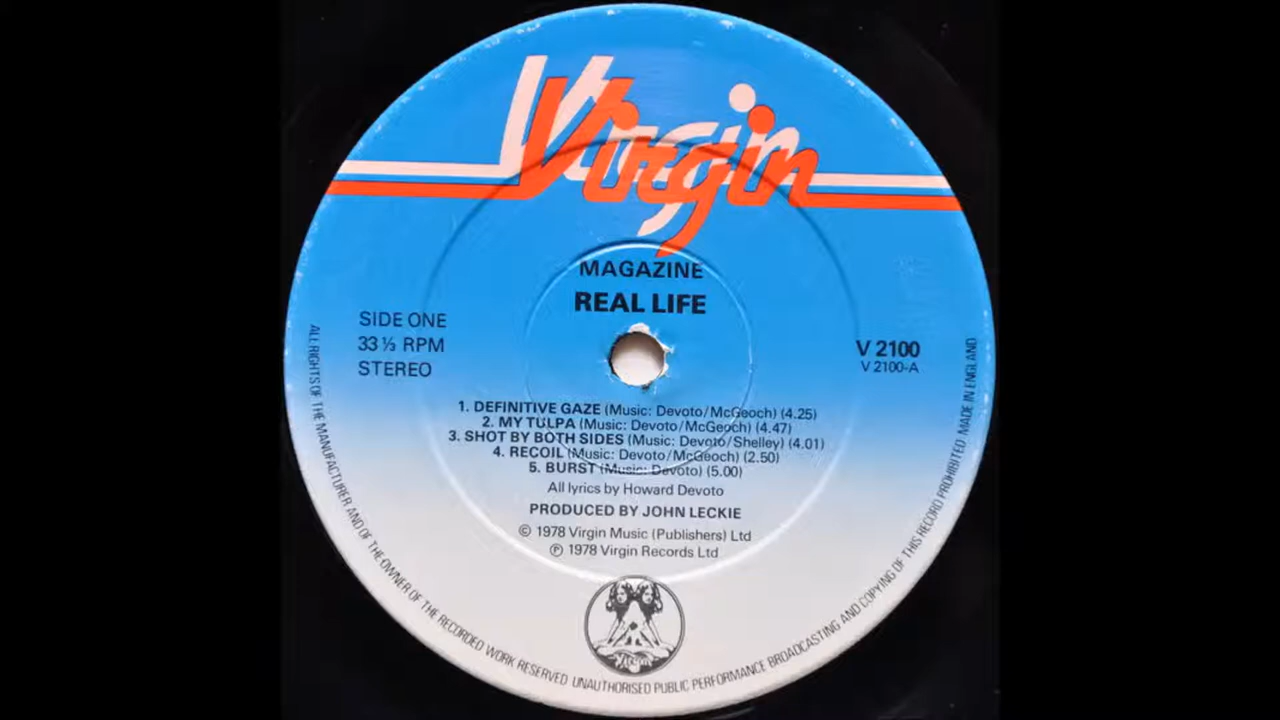 Virgin
MAGAZINE
REAL LIFE
SIDE ONE
33⅓ RPM
STEREO
V 2100
V 2100-A
1. DEFINITIVE GAZE (Music: Devoto/McGeoch) (4.25)
2. MY TULPA (Music: Devoto/McGeoch) (4.47)
3. SHOT BY BOTH SIDES (Music: Devoto/Shelley) (4.01)
4. RECOIL (Music: Devoto/McGeoch) (2.50)
5. BURST (Music: Devoto) (5.00)
All lyrics by Howard Devoto
PRODUCED BY JOHN LECKIE
© 1978 Virgin Music (Publishers) Ltd
℗ 1978 Virgin Records Ltd
Virgin
ALL RIGHTS OF THE MANUFACTURER AND OF THE OWNER OF THE RECORDED WORK RESERVED UNAUTHORISED PUBLIC PERFORMANCE BROADCASTING AND COPYING OF THIS RECORD PROHIBITED MADE IN ENGLAND